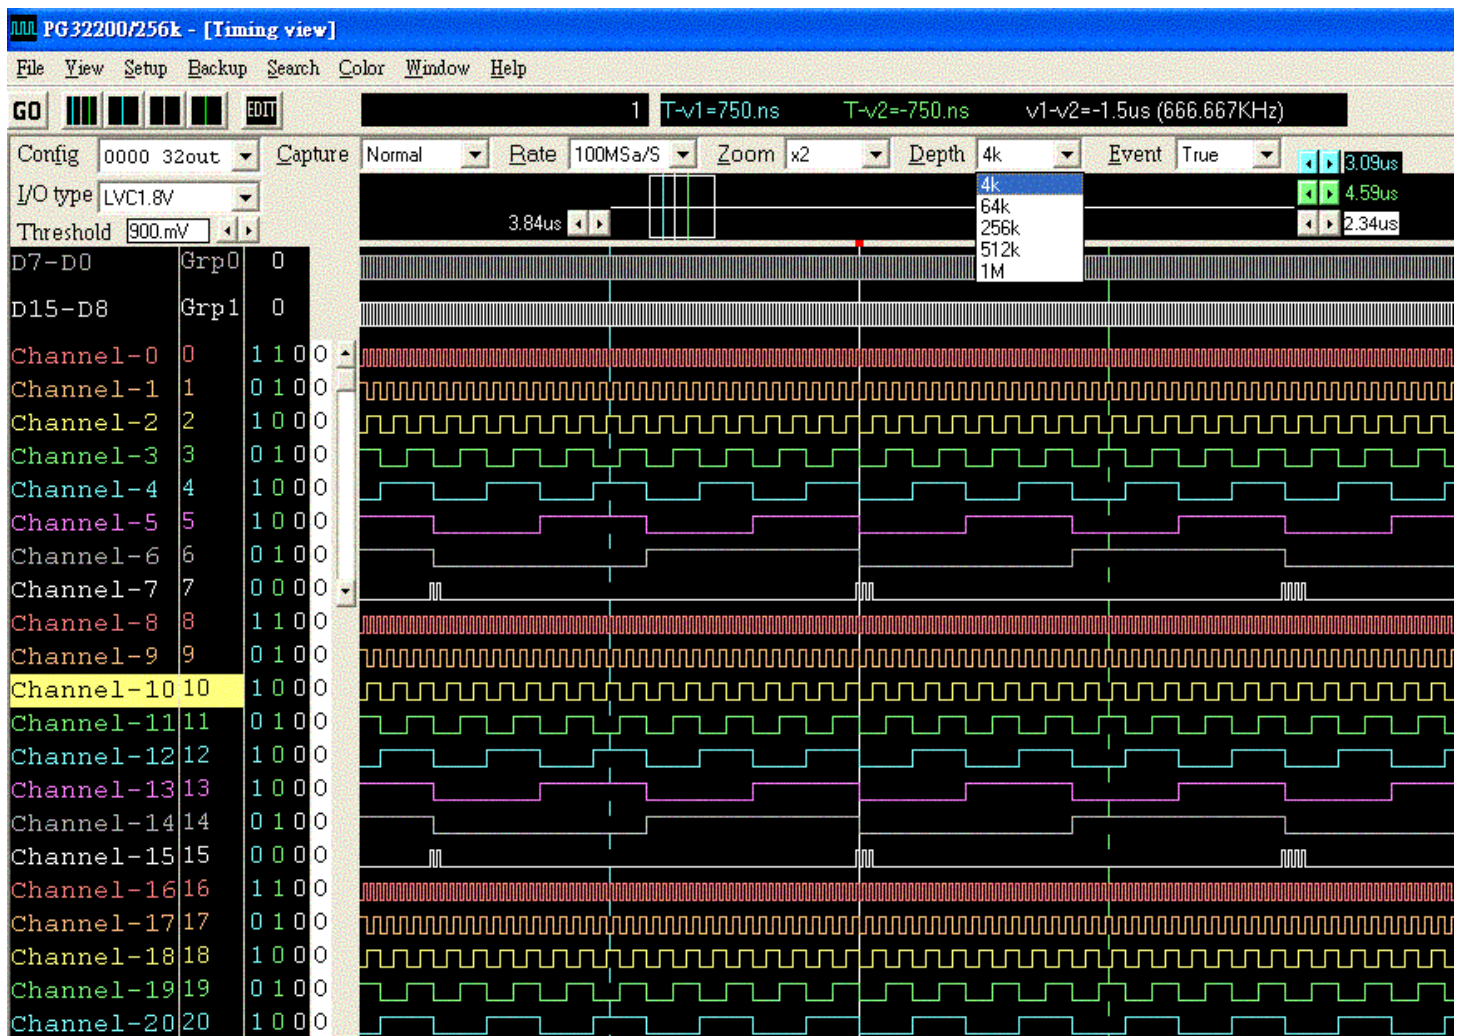 PG32200/256k - [Timing view]
File View Setup Backup Search Color Window Help
GO EDIT 1 T-v1=750.ns T-v2=-750.ns v1-v2=-1.5us (666.667KHz)
Config 0000 32out Capture Normal Rate 100MSa/S Zoom x2 Depth 4k Event True 3.09us
I/O type LVC1.8V 4k 4.59us
64k
Threshold 900.mV 3.84us 256k 2.34us
512k
1M
D7-D0 Grp0 0
D15-D8 Grp1 0
Channel-0 0 1 1 0 0
Channel-1 1 0 1 0 0
Channel-2 2 1 0 0 0
Channel-3 3 0 1 0 0
Channel-4 4 1 0 0 0
Channel-5 5 1 0 0 0
Channel-6 6 0 1 0 0
Channel-7 7 0 0 0 0
Channel-8 8 1 1 0 0
Channel-9 9 0 1 0 0
Channel-10 10 1 0 0 0
Channel-11 11 0 1 0 0
Channel-12 12 1 0 0 0
Channel-13 13 1 0 0 0
Channel-14 14 0 1 0 0
Channel-15 15 0 0 0 0
Channel-16 16 1 1 0 0
Channel-17 17 0 1 0 0
Channel-18 18 1 0 0 0
Channel-19 19 0 1 0 0
Channel-20 20 1 0 0 0